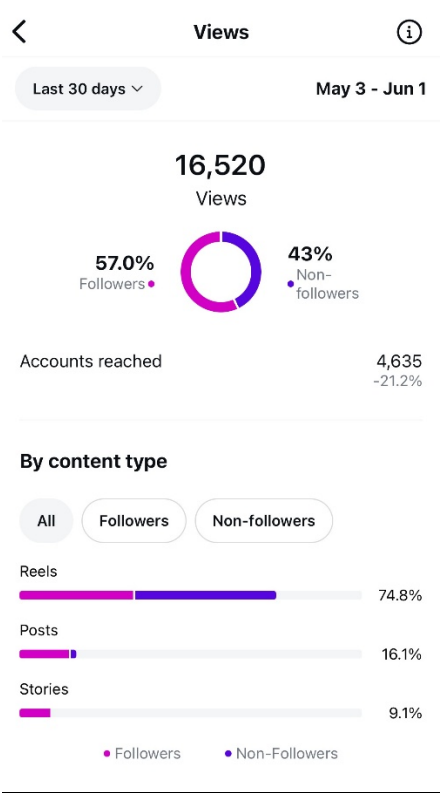 Views
Last 30 days
May 3 - Jun 1
16,520
Views
57.0%
Followers
43%
Non-
followers
Accounts reached
4,635
-21.2%
By content type
All
Followers
Non-followers
Reels
74.8%
Posts
16.1%
Stories
9.1%
Followers
Non-Followers